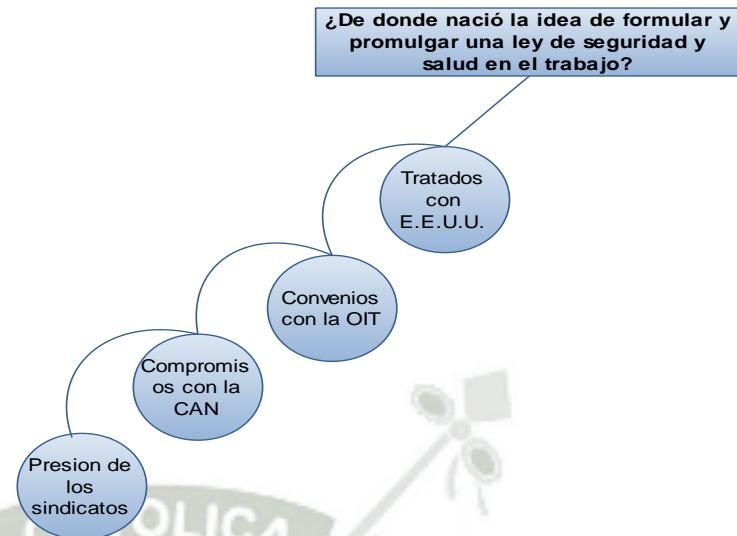 ¿De donde nació la idea de formular y
promulgar una ley de seguridad y
salud en el trabajo?
Tratados
con
E.E.U.U.
Convenios
con la OIT
Compromis
os con la
CAN
Presion de
los
sindicatos
OLICA